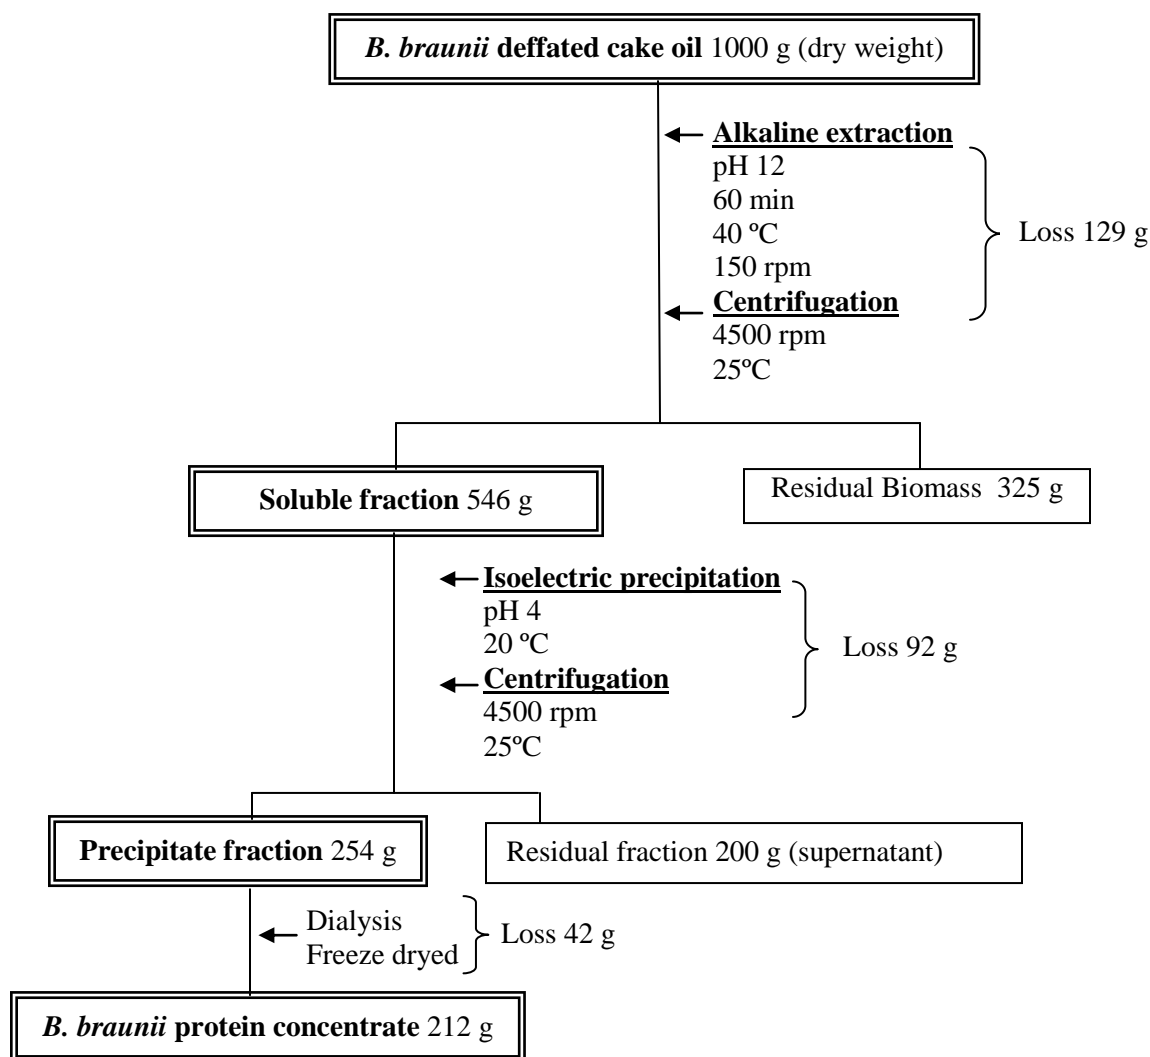 B. braunii deffated cake oil 1000 g (dry weight)
Alkaline extraction
pH 12
60 min
40 ºC
150 rpm
Loss 129 g
Centrifugation
4500 rpm
25ºC
Soluble fraction 546 g
Residual Biomass 325 g
Isoelectric precipitation
pH 4
20 ºC
Loss 92 g
Centrifugation
4500 rpm
25ºC
Precipitate fraction 254 g
Residual fraction 200 g (supernatant)
Dialysis
Freeze dryed
Loss 42 g
B. braunii protein concentrate 212 g